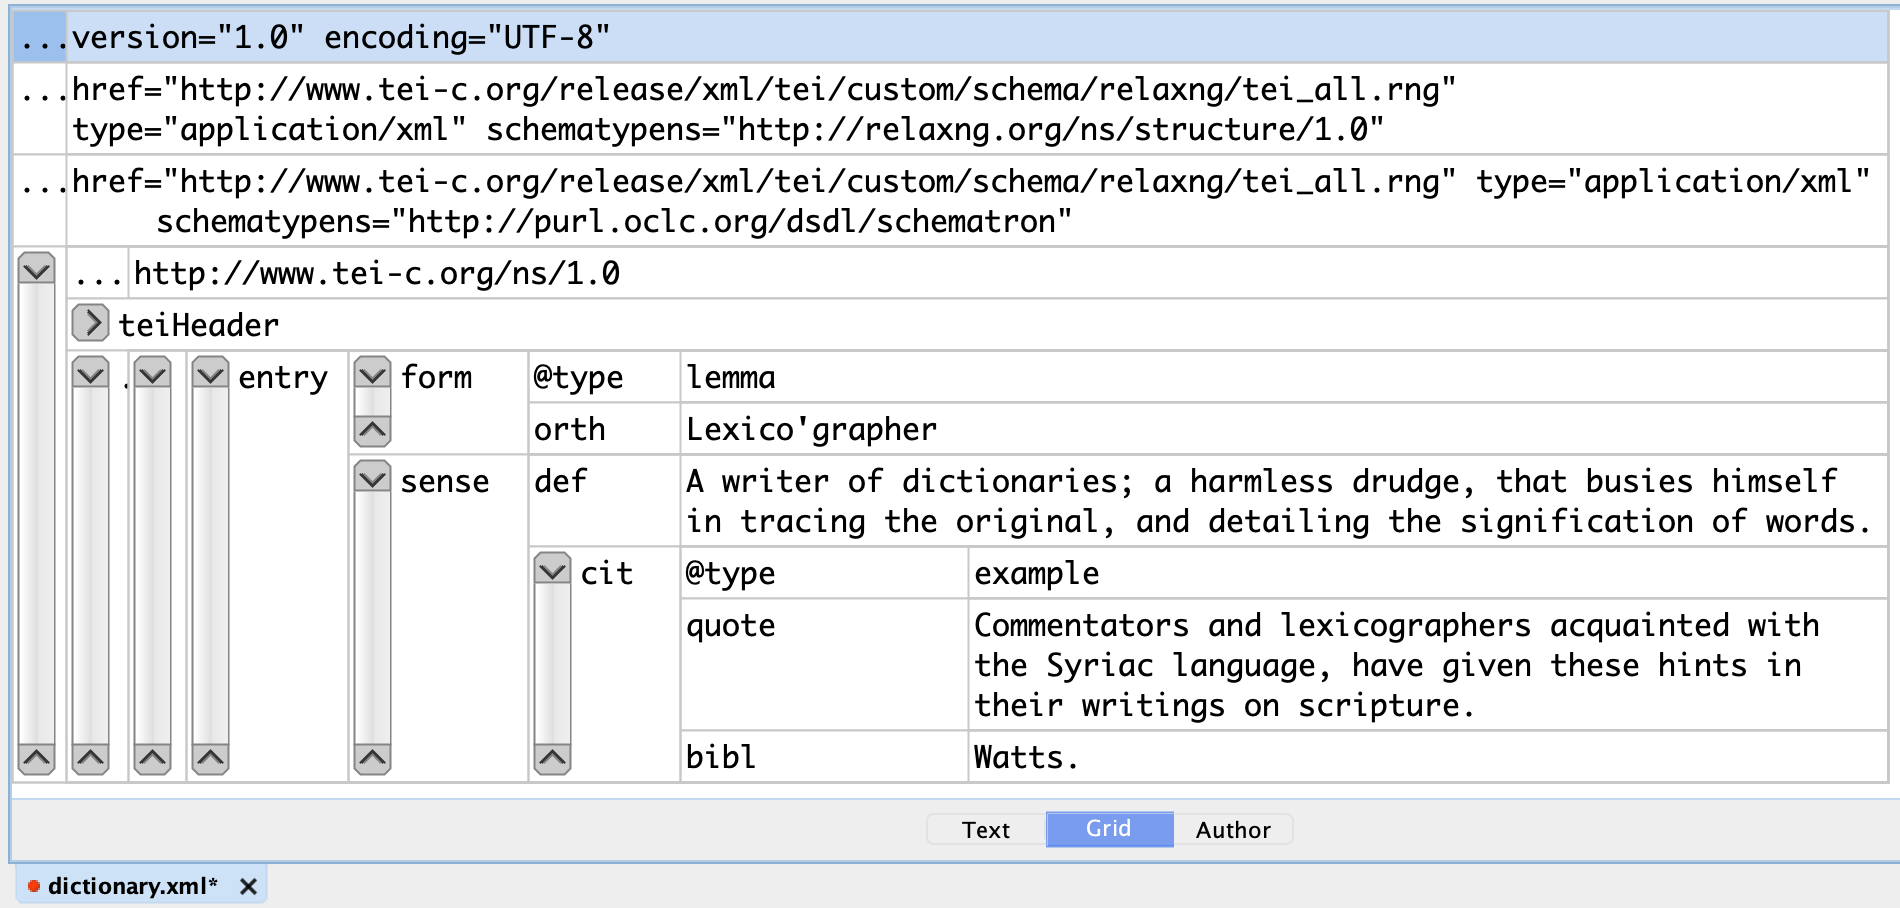 ...version="1.0" encoding="UTF-8"
...href="http://www.tei-c.org/release/xml/tei/custom/schema/relaxng/tei_all.rng"
type="application/xml" schematypens="http://relaxng.org/ns/structure/1.0"
...href="http://www.tei-c.org/release/xml/tei/custom/schema/relaxng/tei_all.rng" type="application/xml"
schematypens="http://purl.oclc.org/dsdl/schematron"
... http://www.tei-c.org/ns/1.0
teiHeader
. entry form @type lemma
orth Lexico'grapher
sense def A writer of dictionaries; a harmless drudge, that busies himself
in tracing the original, and detailing the signification of words.
cit @type example
quote Commentators and lexicographers acquainted with
the Syriac language, have given these hints in
their writings on scripture.
bibl Watts.
Text Grid Author
dictionary.xml*